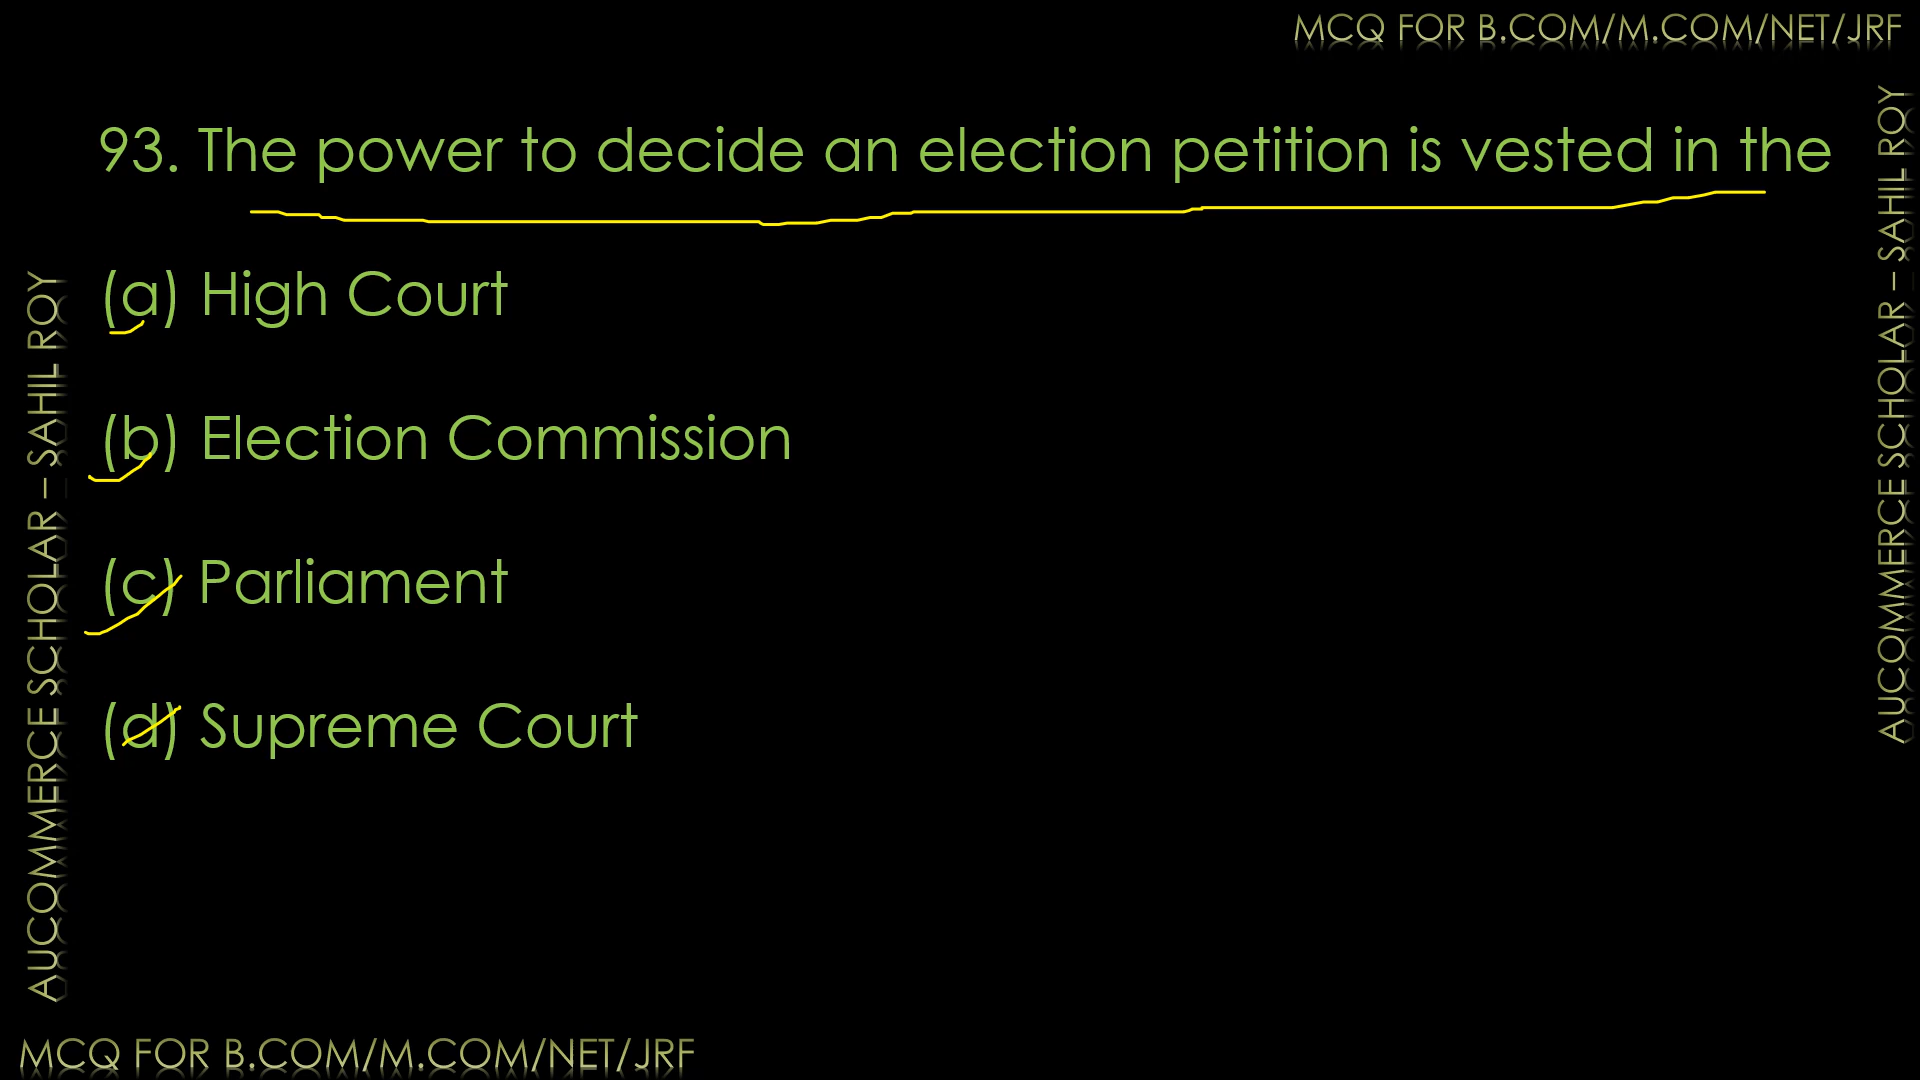 MCQ FOR B.COM/M.COM/NET/JRF
93. The power to decide an election petition is vested in the
(a) High Court
(b) Election Commission
(c) Parliament
(d) Supreme Court
AUCOMMERCE SCHOLAR – SAHIL ROY
AUCOMMERCE SCHOLAR – SAHIL ROY
MCQ FOR B.COM/M.COM/NET/JRF